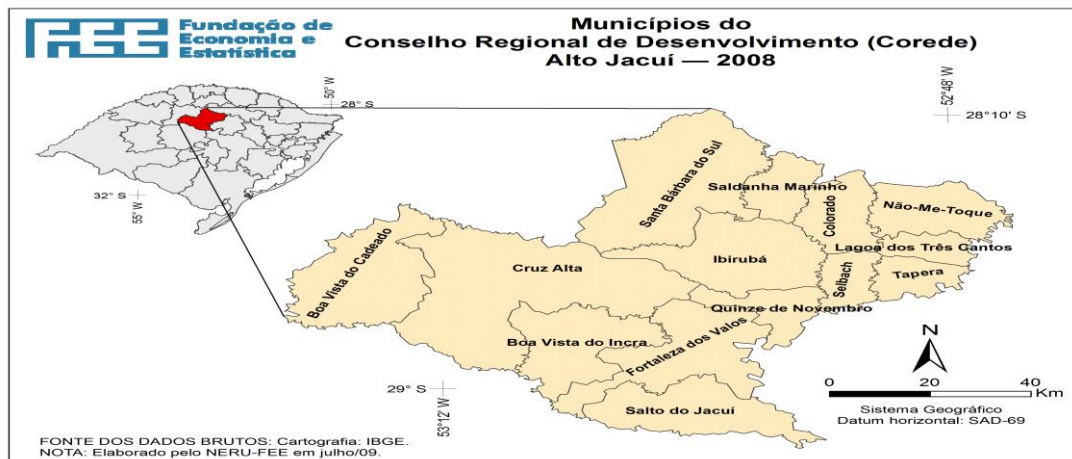 FEE Fundação de
Economia e
Estatística
Municípios do
Conselho Regional de Desenvolvimento (Corede)
Alto Jacuí — 2008
50° W
28° S
32° S
55° W
52°48' W
28°10' S
Santa Bárbara do Sul
Saldanha Marinho
Colorado
Não-Me-Toque
Lagoa dos Três Cantos
Ibirubá
Selbach
Tapera
Boa Vista do Cadeado
Cruz Alta
Quinze de Novembro
Boa Vista do Incra
Fortaleza dos Valos
Salto do Jacuí
29° S
53°12' W
N
0 20 40
Km
Sistema Geográfico
Datum horizontal: SAD-69
FONTE DOS DADOS BRUTOS: Cartografia: IBGE.
NOTA: Elaborado pelo NERU-FEE em julho/09.